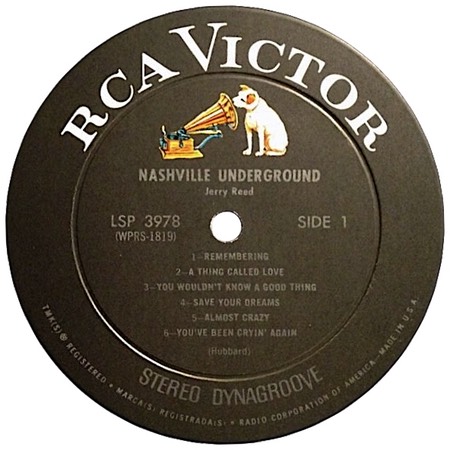 RCA VICTOR
NASHVILLE UNDERGROUND
Jerry Reed
LSP 3978
SIDE 1
(WPRS-1819)
1—REMEMBERING
2—A THING CALLED LOVE
3—YOU WOULDN'T KNOW A GOOD THING
4—SAVE YOUR DREAMS
5—ALMOST CRAZY
6—YOU'VE BEEN CRYIN' AGAIN
(Hubbard)
STEREO DYNAGROOVE
TMK(S) ® REGISTERED • MARCA(S) REGISTRADA(S) • RADIO CORPORATION OF AMERICA-MADE IN U.S.A.